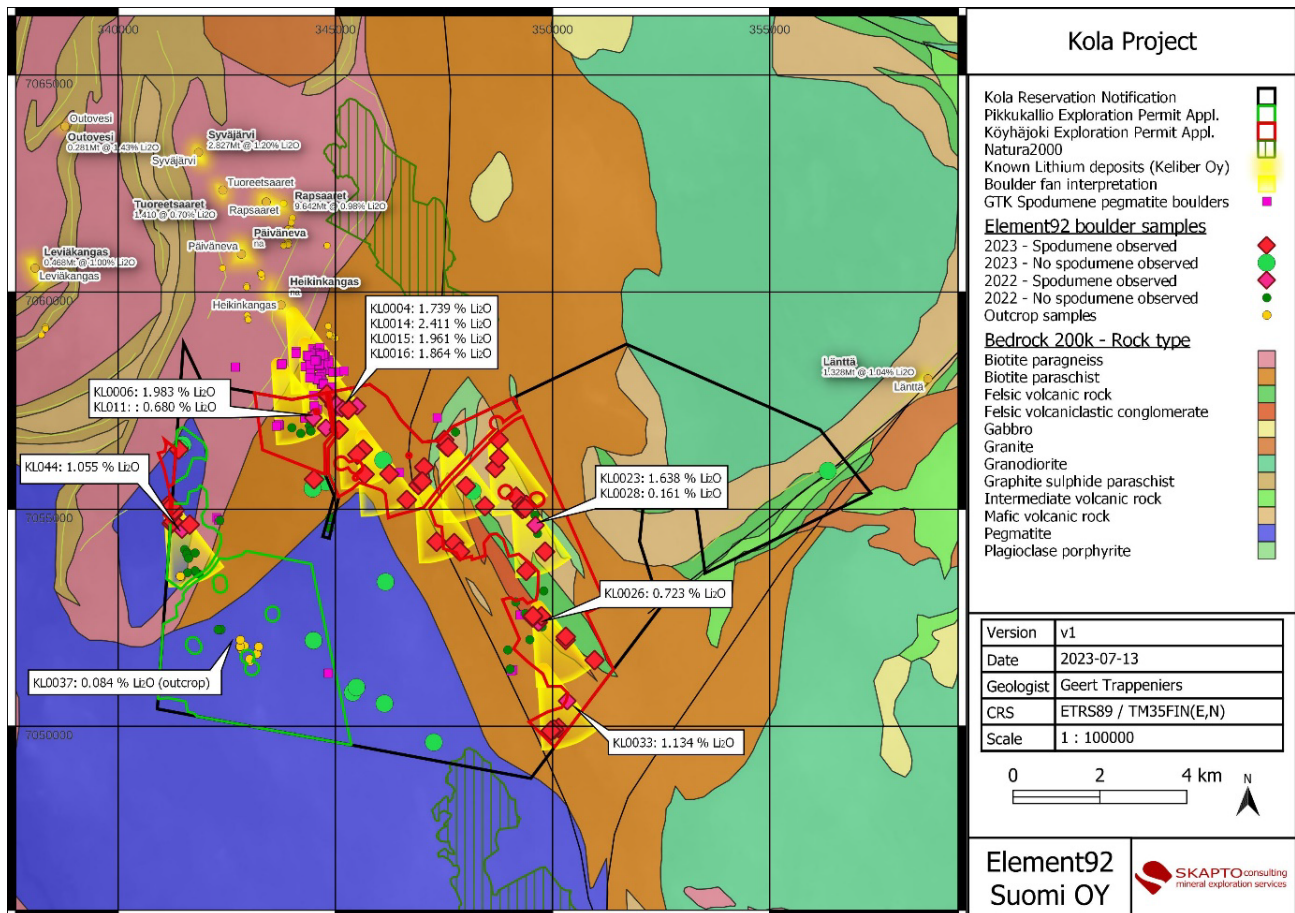 340000
345000
350000
355000
7065000
7060000
7055000
7050000
Outovesi
Outovesi
0.281Mt @ 1.43% Li2O
Syväjärvi
2.827Mt @ 1.20% Li2O
Syväjärvi
Tuoreetsaaret
Tuoreetsaaret
1.410 @ 0.70% Li2O
Rapsaaret
9.642Mt @ 0.98% Li2O
Rapsaaret
Päiväneva
na
Päiväneva
Leviäkangas
0.468Mt @ 1.00% Li2O
Leviäkangas
Heikinkangas
na
Heikinkangas
Länttä
1.328Mt @ 1.04% Li2O
Länttä
KL0004: 1.739 % Li2O
KL0014: 2.411 % Li2O
KL0015: 1.961 % Li2O
KL0016: 1.864 % Li2O
KL0006: 1.983 % Li2O
KL011: : 0.680 % Li2O
KL044: 1.055 % Li2O
KL0023: 1.638 % Li2O
KL0028: 0.161 % Li2O
KL0026: 0.723 % Li2O
KL0037: 0.084 % Li2O (outcrop)
KL0033: 1.134 % Li2O
Kola Project
Kola Reservation Notification
Pikkukallio Exploration Permit Appl.
Köyhäjoki Exploration Permit Appl.
Natura2000
Known Lithium deposits (Keliber Oy)
Boulder fan interpretation
GTK Spodumene pegmatite boulders
Element92 boulder samples
2023 - Spodumene observed
2023 - No spodumene observed
2022 - Spodumene observed
2022 - No spodumene observed
Outcrop samples
Bedrock 200k - Rock type
Biotite paragneiss
Biotite paraschist
Felsic volcanic rock
Felsic volcaniclastic conglomerate
Gabbro
Granite
Granodiorite
Graphite sulphide paraschist
Intermediate volcanic rock
Mafic volcanic rock
Pegmatite
Plagioclase porphyrite
Version v1
Date 2023-07-13
Geologist Geert Trappeniers
CRS ETRS89 / TM35FIN(E,N)
Scale 1 : 100000
0 2 4 km
N
Element92
Suomi OY
SKAPTO consulting
mineral exploration services